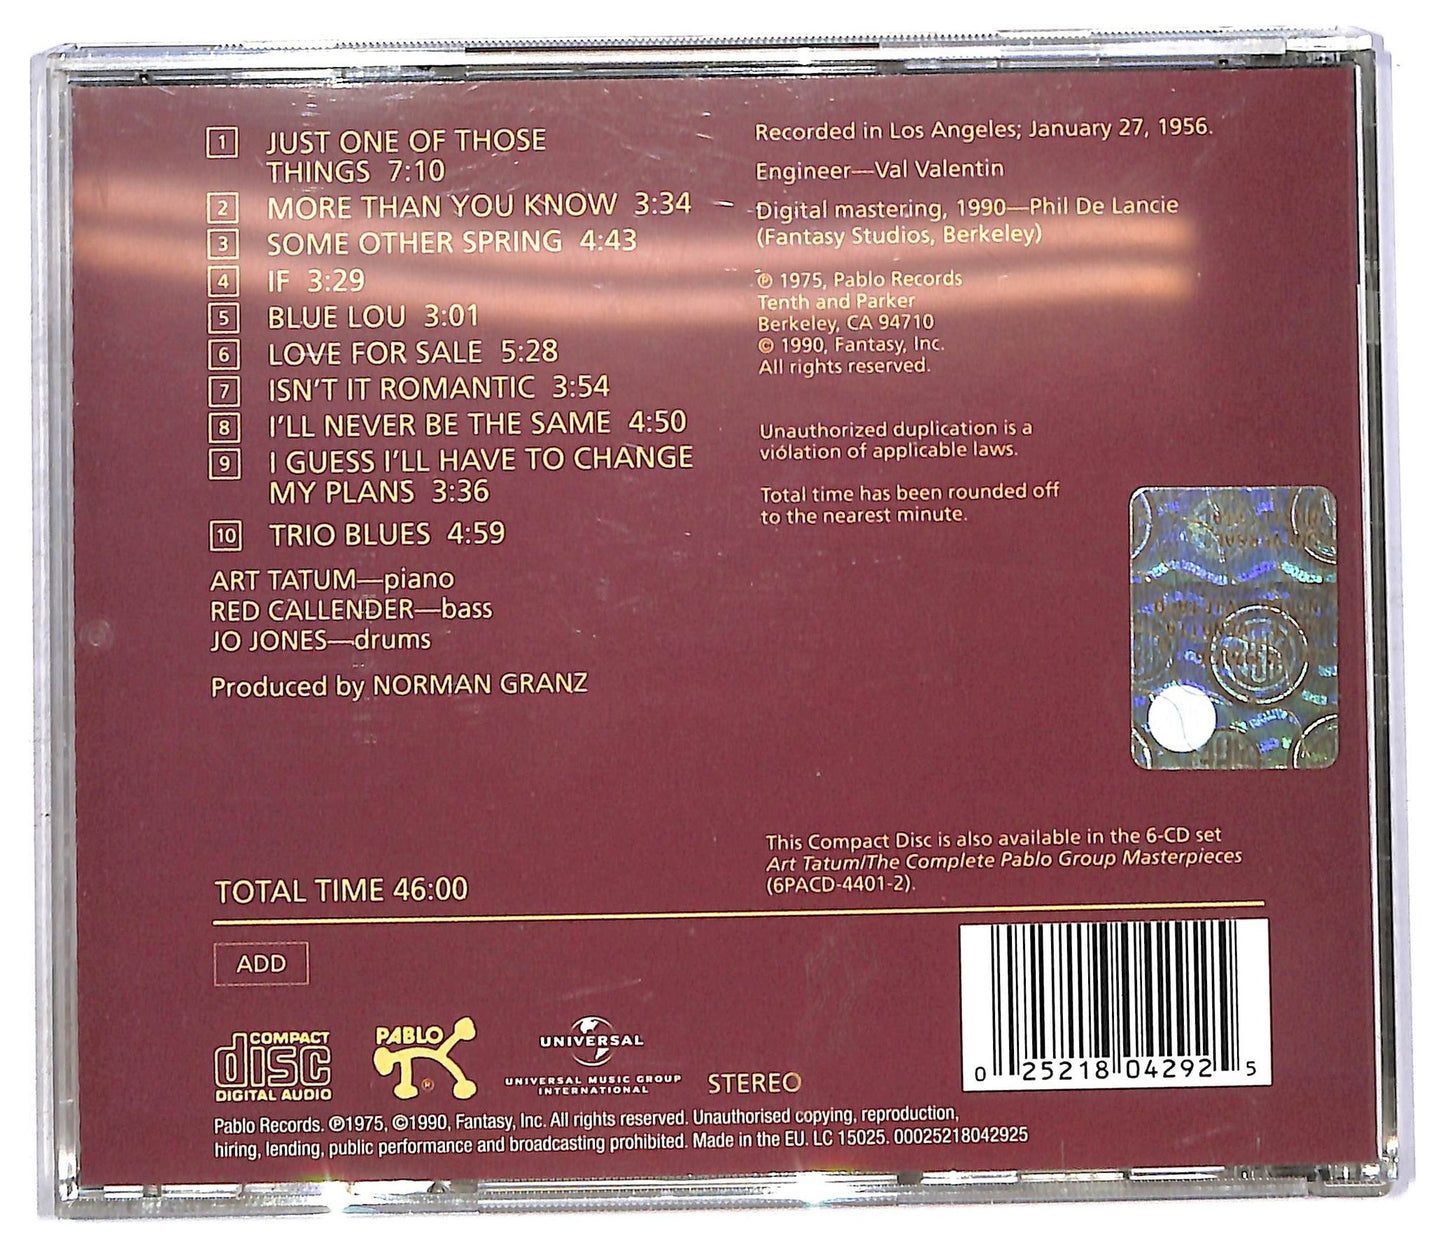 1 JUST ONE OF THOSE
THINGS 7:10
2 MORE THAN YOU KNOW 3:34
3 SOME OTHER SPRING 4:43
4 IF 3:29
5 BLUE LOU 3:01
6 LOVE FOR SALE 5:28
7 ISN'T IT ROMANTIC 3:54
8 I'LL NEVER BE THE SAME 4:50
9 I GUESS I'LL HAVE TO CHANGE
MY PLANS 3:36
10 TRIO BLUES 4:59
ART TATUM—piano
RED CALLENDER—bass
JO JONES—drums
Produced by NORMAN GRANZ
Recorded in Los Angeles; January 27, 1956.
Engineer—Val Valentin
Digital mastering, 1990—Phil De Lancie
(Fantasy Studios, Berkeley)
℗ 1975, Pablo Records
Tenth and Parker
Berkeley, CA 94710
© 1990, Fantasy, Inc.
All rights reserved.
Unauthorized duplication is a
violation of applicable laws.
Total time has been rounded off
to the nearest minute.
This Compact Disc is also available in the 6-CD set
Art Tatum/The Complete Pablo Group Masterpieces
(6PACD-4401-2).
TOTAL TIME 46:00
ADD
COMPACT
disc
DIGITAL AUDIO
PABLO
®
UNIVERSAL
UNIVERSAL MUSIC GROUP
INTERNATIONAL
STEREO
0 25218 04292 5
Pablo Records. ℗1975, ©1990, Fantasy, Inc. All rights reserved. Unauthorised copying, reproduction,
hiring, lending, public performance and broadcasting prohibited. Made in the EU. LC 15025. 00025218042925